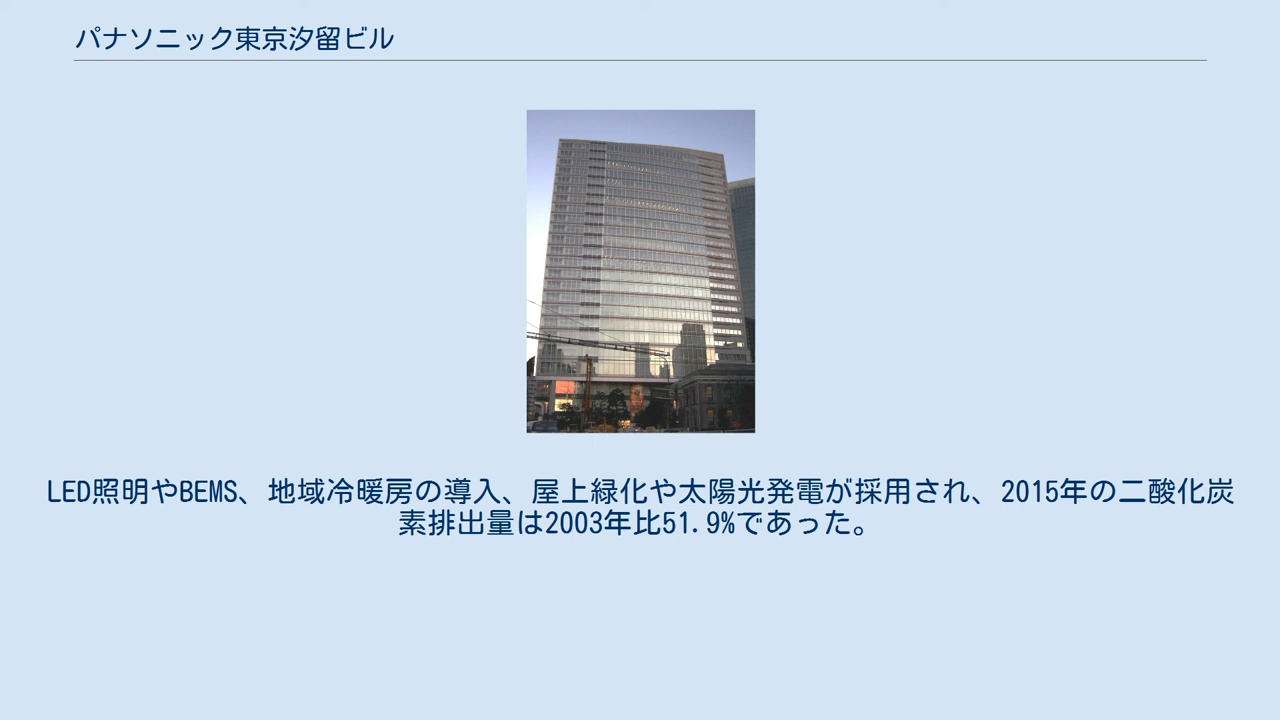 パナソニック東京汐留ビル
LED照明やBEMS、地域冷暖房の導入、屋上緑化や太陽光発電が採用され、2015年の二酸化炭
素排出量は2003年比51.9%であった。